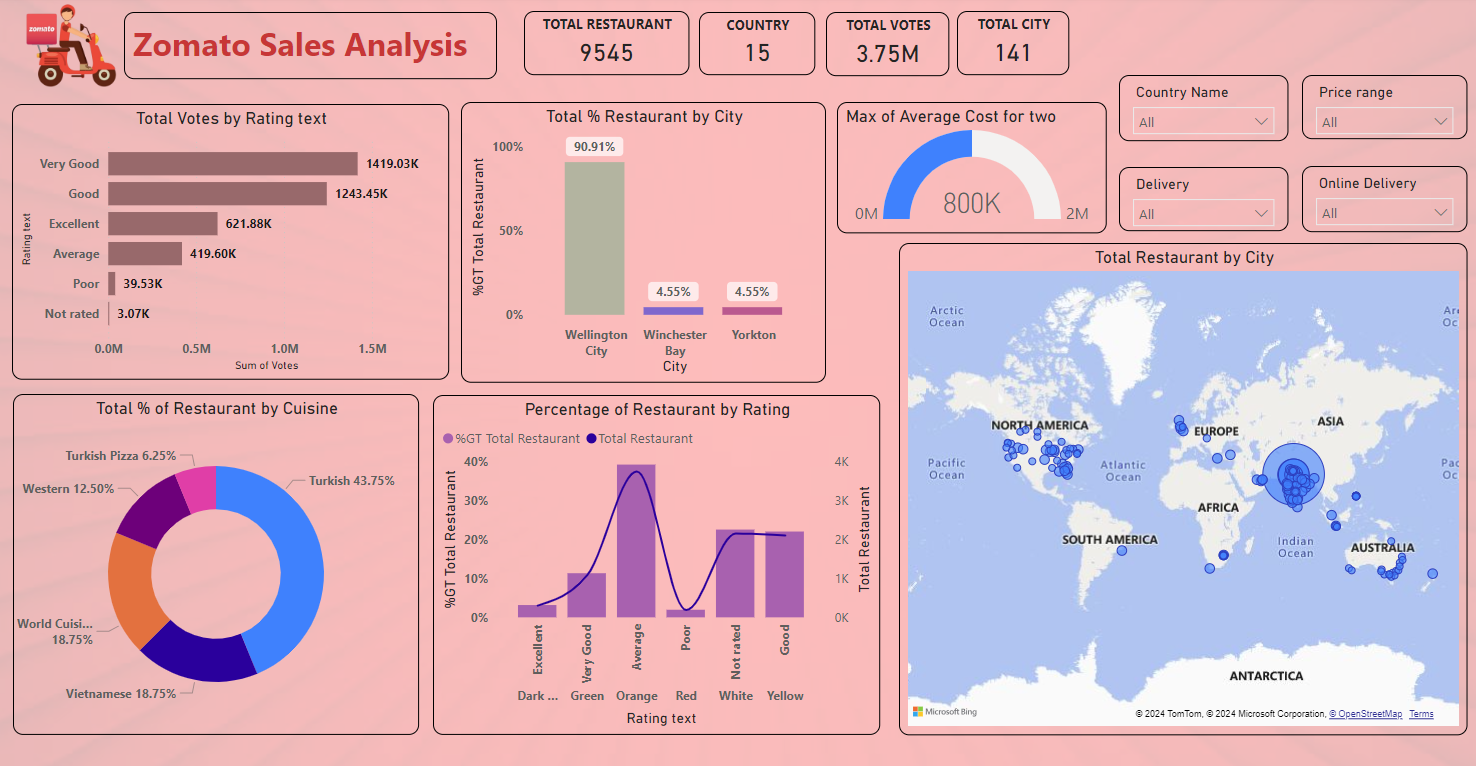 zomato
Zomato Sales Analysis
TOTAL RESTAURANT
9545
COUNTRY
15
TOTAL VOTES
3.75M
TOTAL CITY
141
Country Name
All
Price range
All
Delivery
All
Online Delivery
All
Total Votes by Rating text
Rating text
Very Good
1419.03K
Good
1243.45K
Excellent
621.88K
Average
419.60K
Poor
39.53K
Not rated
3.07K
0.0M
0.5M
1.0M
1.5M
Sum of Votes
Total % Restaurant by City
%GT Total Restaurant
100%
50%
0%
90.91%
4.55%
4.55%
Wellington
City
Winchester
Bay
Yorkton
City
Max of Average Cost for two
800K
0M
2M
Total % of Restaurant by Cuisine
Turkish Pizza 6.25%
Western 12.50%
Turkish 43.75%
World Cuisi...
18.75%
Vietnamese 18.75%
Percentage of Restaurant by Rating
%GT Total Restaurant
Total Restaurant
%GT Total Restaurant
40%
30%
20%
10%
0%
4K
3K
2K
1K
0K
Total Restaurant
Excellent
Very Good
Average
Poor
Not rated
Good
Dark ...
Green
Orange
Red
White
Yellow
Rating text
Total Restaurant by City
Arctic
Ocean
Arc
Oc
NORTH AMERICA
EUROPE
ASIA
Pacific
Ocean
Atlantic
Ocean
Pac
Oc
AFRICA
SOUTH AMERICA
Indian
Ocean
AUSTRALIA
ANTARCTICA
Microsoft Bing
© 2024 TomTom, © 2024 Microsoft Corporation, © OpenStreetMap Terms